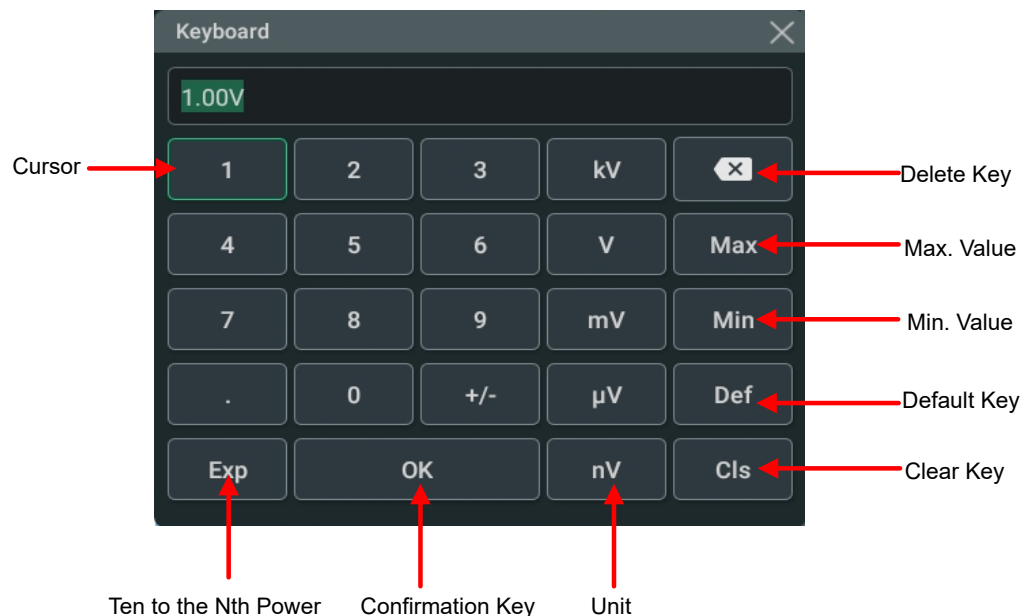 Keyboard
1.00V
Cursor
1 2 3 kV
Delete Key
4 5 6 V Max
Max. Value
7 8 9 mV Min
Min. Value
. 0 +/- µV Def
Default Key
Exp OK nV Cls
Clear Key
Ten to the Nth Power Confirmation Key Unit